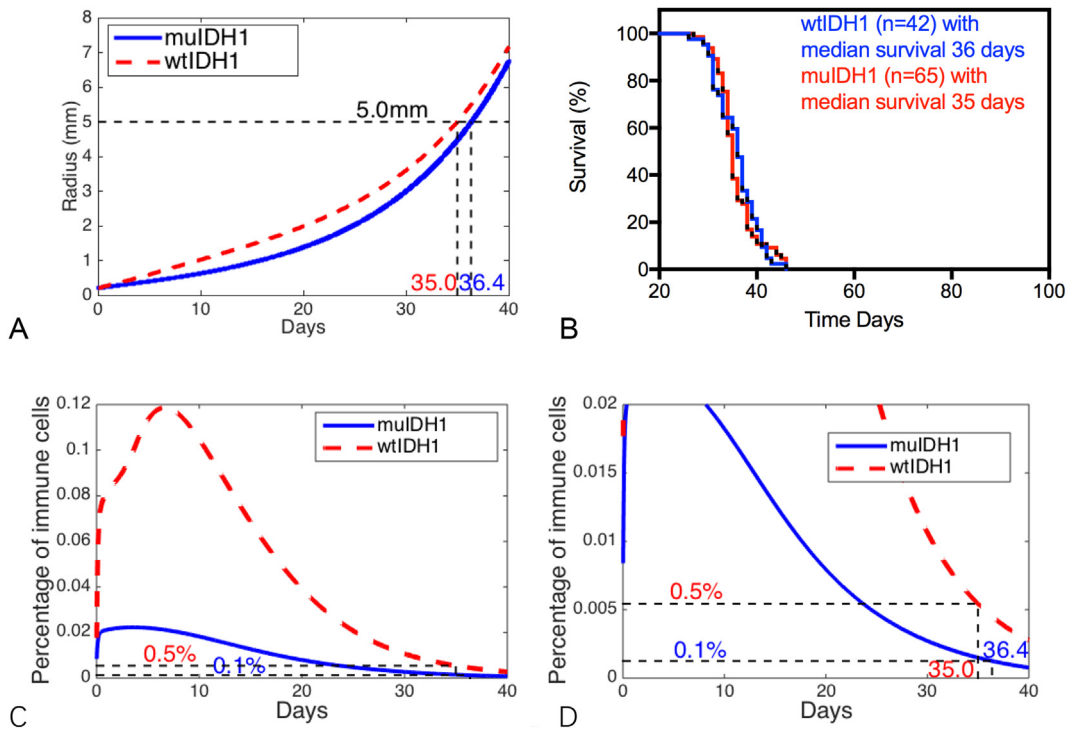 8
7
6
5
4
3
2
1
0
Radius (mm)
muIDH1
wtIDH1
5.0mm
35.0
36.4
0
10
20
30
40
Days
A
100
80
60
40
20
0
Survival (%)
wtIDH1 (n=42) with
median survival 36 days
muIDH1 (n=65) with
median survival 35 days
20
40
60
80
100
Time Days
B
0.12
0.1
0.08
0.06
0.04
0.02
0
Percentage of immune cells
muIDH1
wtIDH1
0.5%
0.1%
0
10
20
30
40
Days
C
0.02
0.015
0.01
0.005
0
Percentage of immune cells
muIDH1
wtIDH1
0.5%
0.1%
36.4
35.0
0
10
20
30
40
Days
D